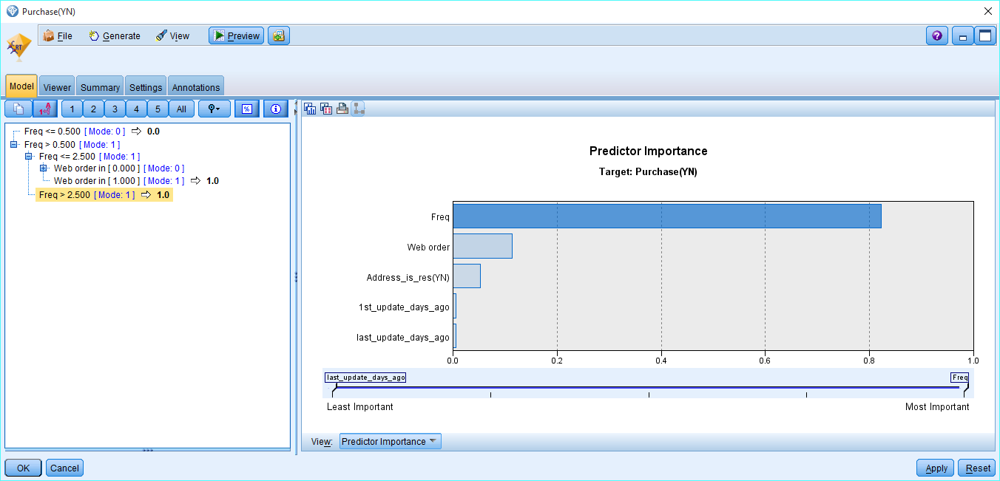 Purchase(YN)
File Generate View Preview
CRT
Model Viewer Summary Settings Annotations
1 2 3 4 5 All % i
Freq <= 0.500 [ Mode: 0 ] ⇨ 0.0
Freq > 0.500 [ Mode: 1 ]
Freq <= 2.500 [ Mode: 1 ]
Web order in [ 0.000 ] [ Mode: 0 ]
Web order in [ 1.000 ] [ Mode: 1 ] ⇨ 1.0
Freq > 2.500 [ Mode: 1 ] ⇨ 1.0
Predictor Importance
Target: Purchase(YN)
Freq
Web order
Address_is_res(YN)
1st_update_days_ago
last_update_days_ago
0.0 0.2 0.4 0.6 0.8 1.0
last_update_days_ago Freq
Least Important Most Important
View: Predictor Importance
OK Cancel Apply Reset